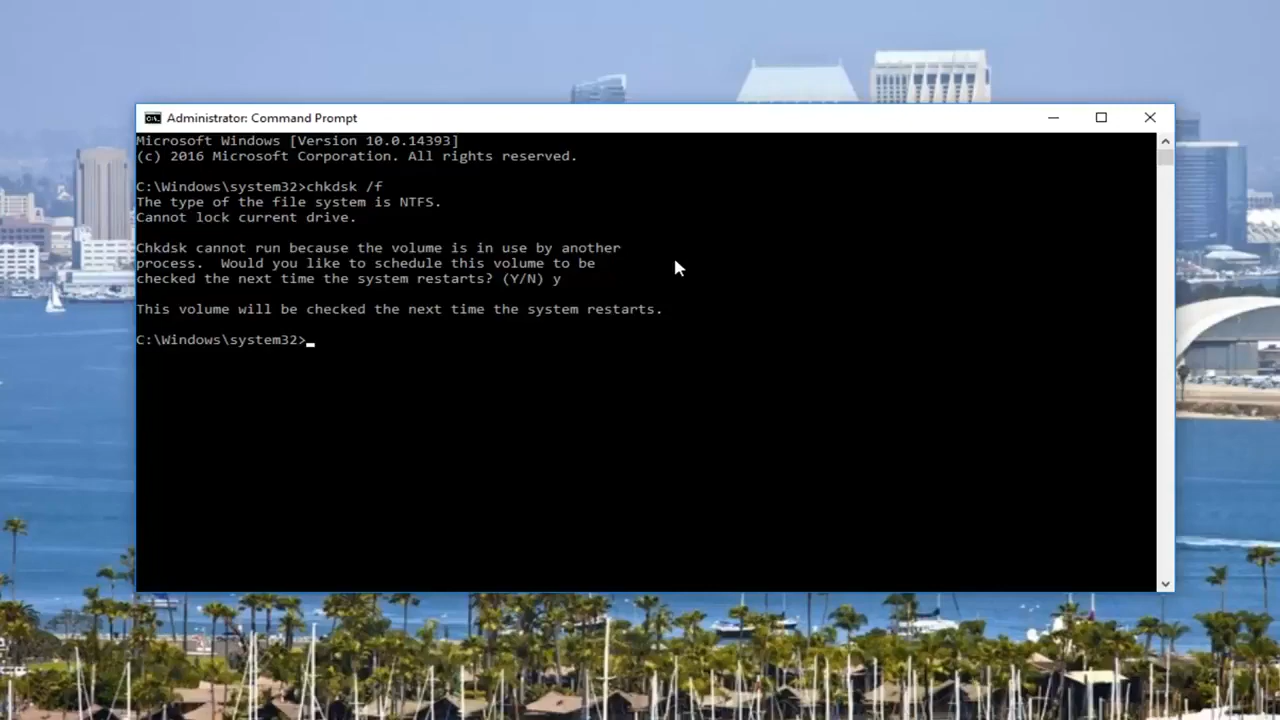 Administrator: Command Prompt
Microsoft Windows [Version 10.0.14393]
(c) 2016 Microsoft Corporation. All rights reserved.
C:\Windows\system32>chkdsk /f
The type of the file system is NTFS.
Cannot lock current drive.
Chkdsk cannot run because the volume is in use by another
process.  Would you like to schedule this volume to be
checked the next time the system restarts? (Y/N) y
This volume will be checked the next time the system restarts.
C:\Windows\system32>